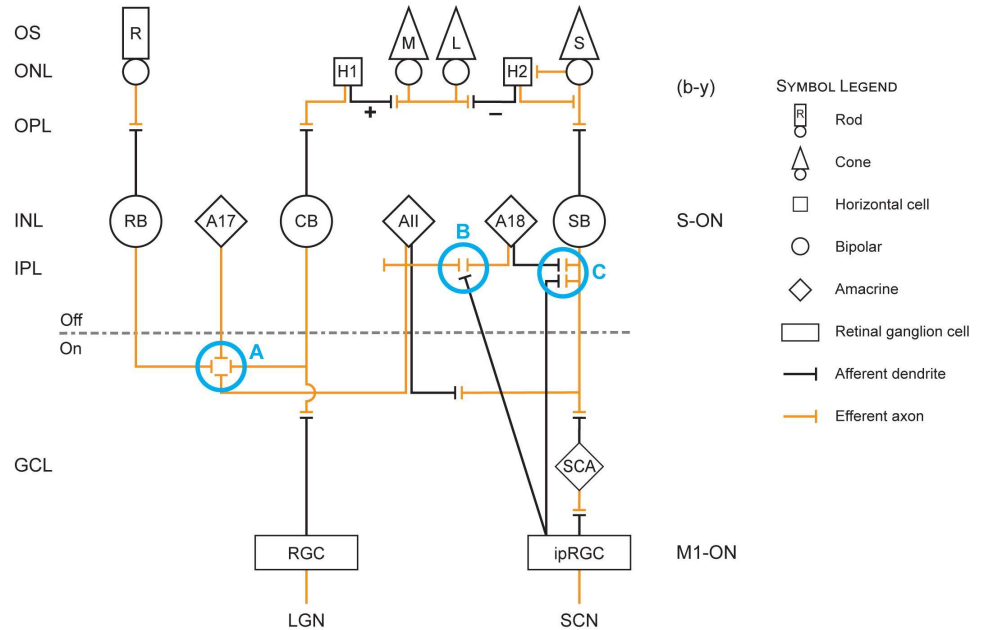 OS
R
M
L
S
ONL
H1
H2
(b-y)
+
−
OPL
INL
RB
A17
CB
AII
A18
SB
S-ON
B
C
IPL
Off
On
A
GCL
SCA
RGC
ipRGC
M1-ON
LGN
SCN
SYMBOL LEGEND
R
Rod
Cone
Horizontal cell
Bipolar
Amacrine
Retinal ganglion cell
Afferent dendrite
Efferent axon